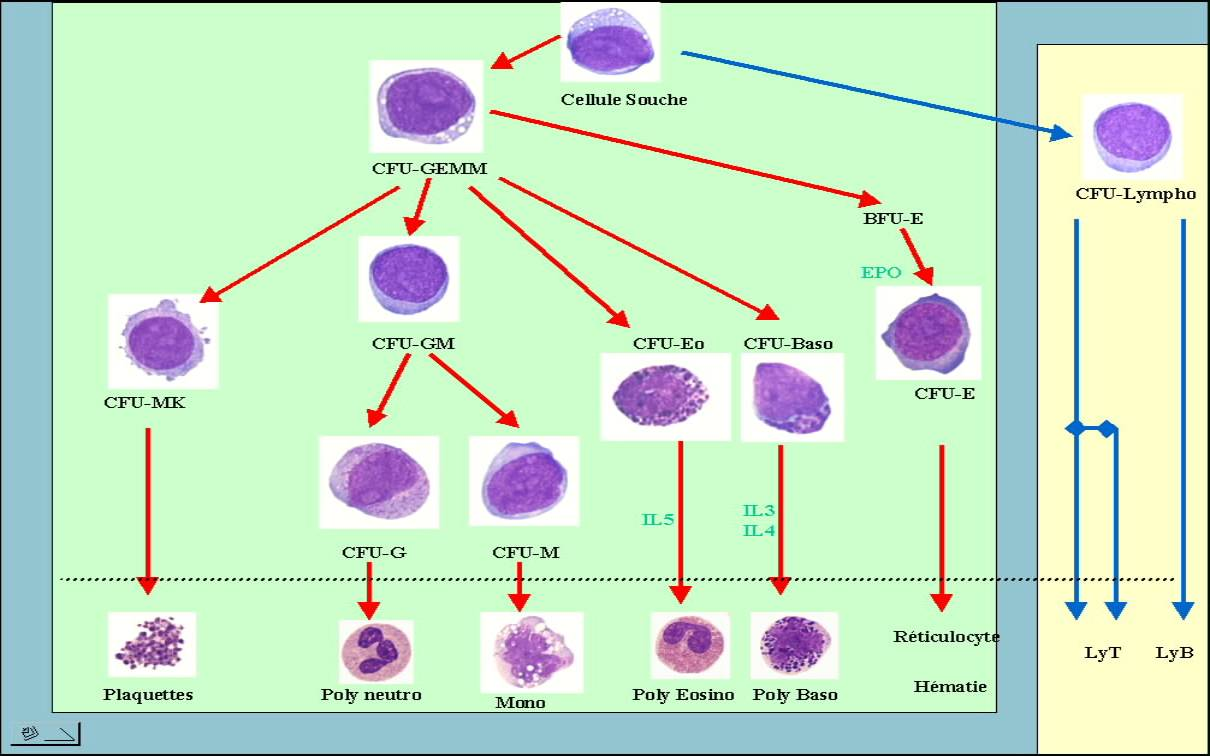 Cellule Souche
CFU-GEMM
CFU-Lympho
BFU-E
EPO
CFU-GM
CFU-Eo
CFU-Baso
CFU-MK
CFU-E
IL5
IL3
IL4
CFU-G
CFU-M
Réticulocyte
LyT
LyB
Plaquettes
Poly neutro
Mono
Poly Eosino
Poly Baso
Hématie